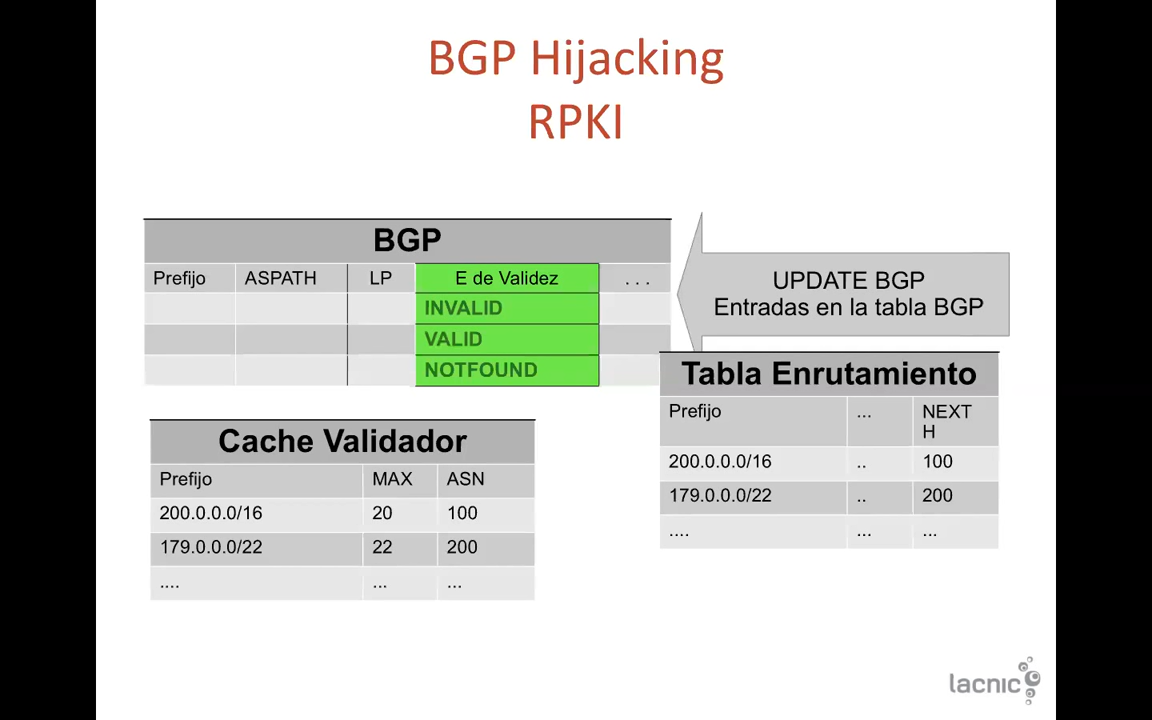 BGP Hijacking
RPKI
BGP
Prefijo ASPATH LP E de Validez . . .
INVALID
VALID
NOTFOUND
UPDATE BGP
Entradas en la tabla BGP
Tabla Enrutamiento
Prefijo ... NEXT
H
200.0.0.0/16 .. 100
179.0.0.0/22 .. 200
.... ... ...
Cache Validador
Prefijo MAX ASN
200.0.0.0/16 20 100
179.0.0.0/22 22 200
.... ... ...
lacnic